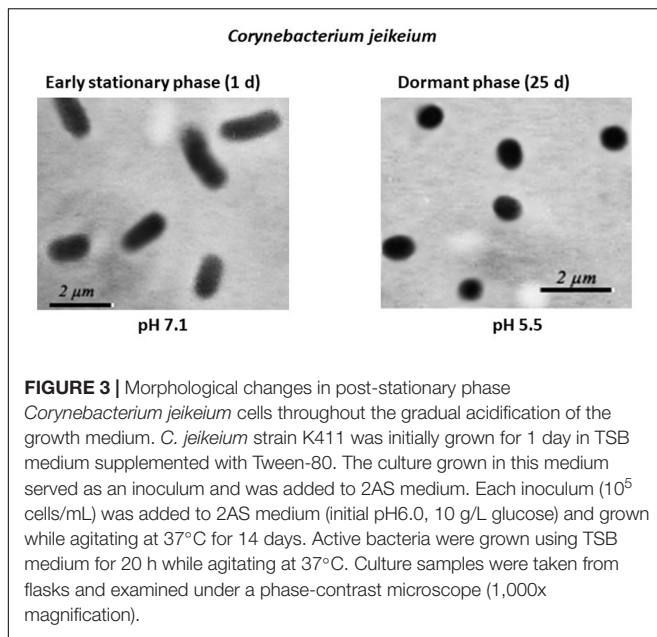 Corynebacterium jeikeium
Early stationary phase (1 d)
Dormant phase (25 d)
2 μm
2 μm
pH 7.1
pH 5.5
FIGURE 3 | Morphological changes in post-stationary phase
Corynebacterium jeikeium cells throughout the gradual acidification of the
growth medium. C. jeikeium strain K411 was initially grown for 1 day in TSB
medium supplemented with Tween-80. The culture grown in this medium
served as an inoculum and was added to 2AS medium. Each inoculum (10⁵
cells/mL) was added to 2AS medium (initial pH6.0, 10 g/L glucose) and grown
while agitating at 37°C for 14 days. Active bacteria were grown using TSB
medium for 20 h while agitating at 37°C. Culture samples were taken from
flasks and examined under a phase-contrast microscope (1,000x
magnification).